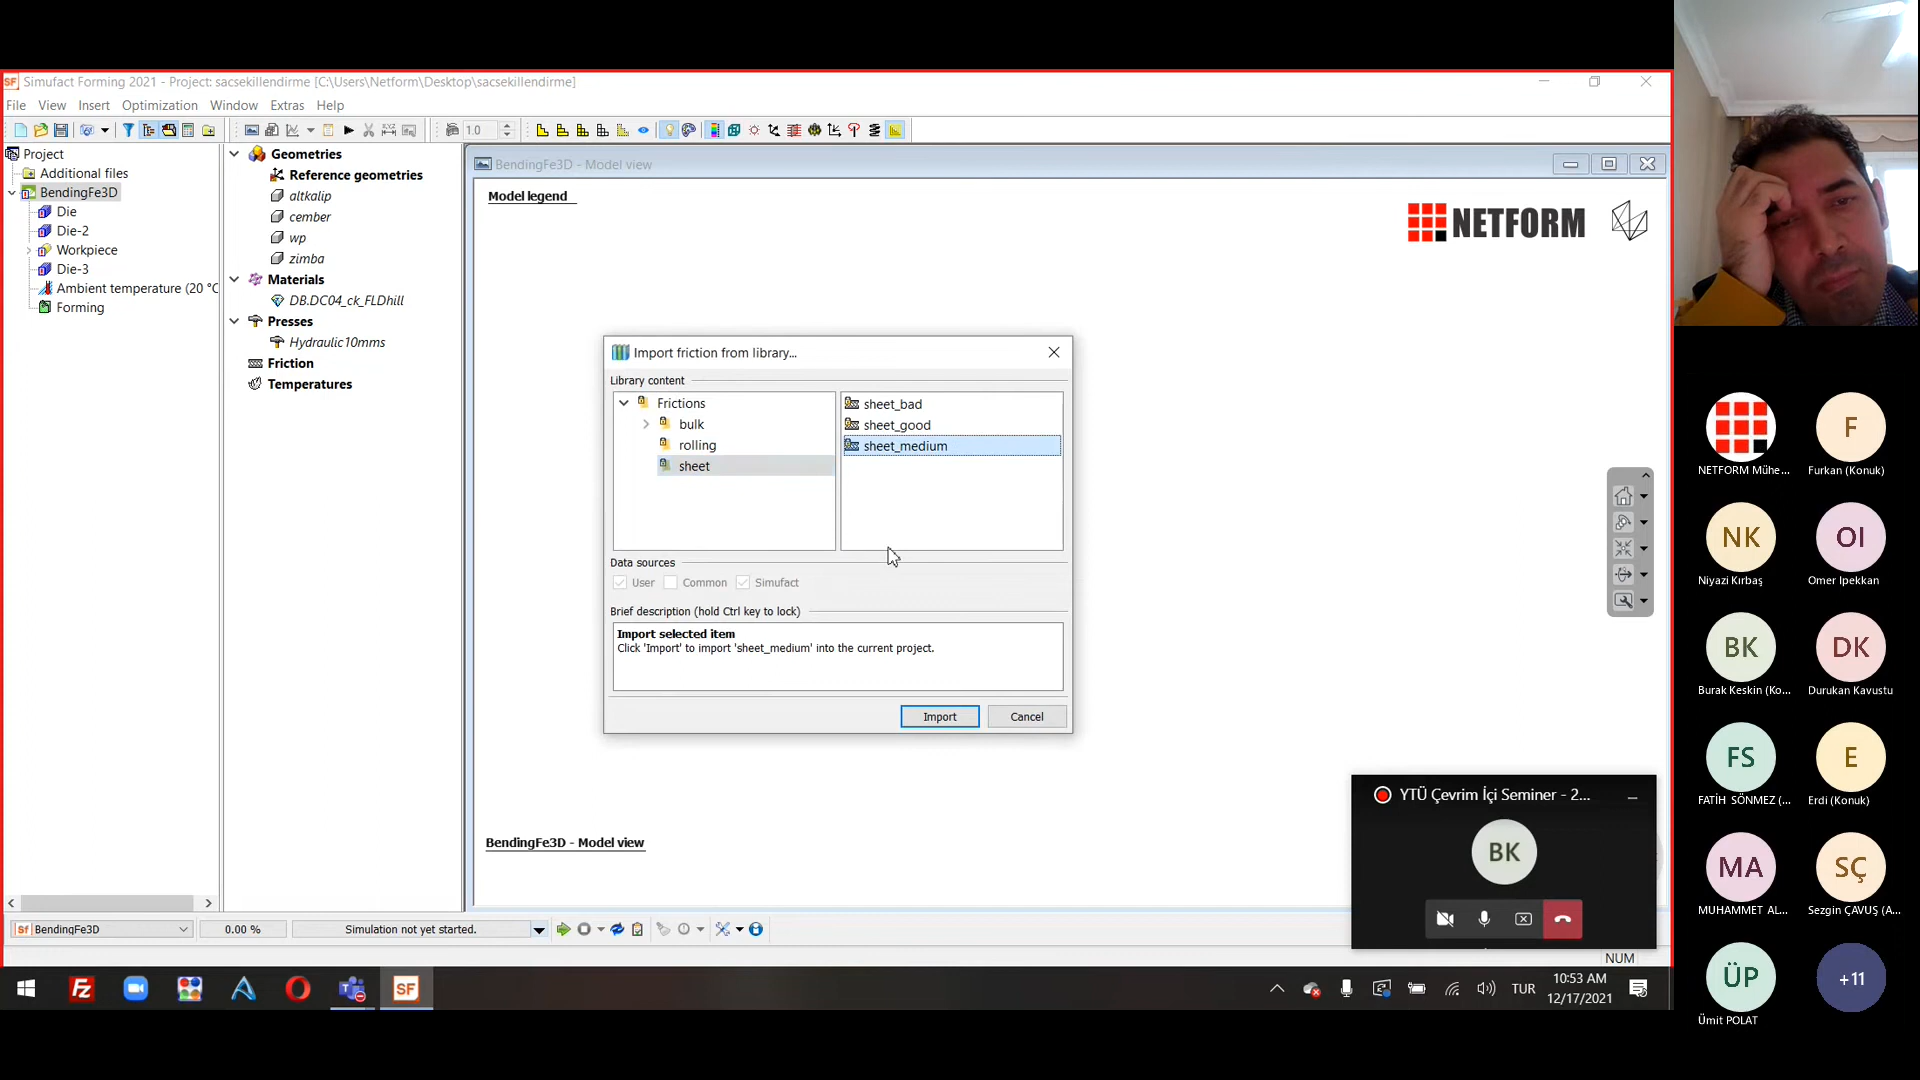 Simufact Forming 2021 - Project: sacsekillendirme [C:\Users\Netform\Desktop\sacsekillendirme]
File View Insert Optimization Window Extras Help
1.0
Project
Additional files
BendingFe3D
Die
Die-2
Workpiece
Die-3
Ambient temperature (20 °C
Forming
Geometries
Reference geometries
altkalip
cember
wp
zimba
Materials
DB.DC04_ck_FLDhill
Presses
Hydraulic10mms
Friction
Temperatures
BendingFe3D - Model view
Model legend
NETFORM
Import friction from library...
Library content
Frictions
bulk
rolling
sheet
sheet_bad
sheet_good
sheet_medium
Data sources
User Common Simufact
Brief description (hold Ctrl key to lock)
Import selected item
Click 'Import' to import 'sheet_medium' into the current project.
Import Cancel
BendingFe3D - Model view
YTÜ Çevrim İçi Seminer - 2...
BK
BendingFe3D 0.00 % Simulation not yet started.
NUM
TUR
10:53 AM
12/17/2021
NETFORM Mühe...
F
Furkan (Konuk)
NK
Niyazi Kırbaş
OI
Omer Ipekkan
BK
Burak Keskin (Ko...
DK
Durukan Kavustu
FS
FATİH SÖNMEZ (...
E
Erdi (Konuk)
MA
MUHAMMET AL...
SÇ
Sezgin ÇAVUŞ (A...
ÜP
Ümit POLAT
+11